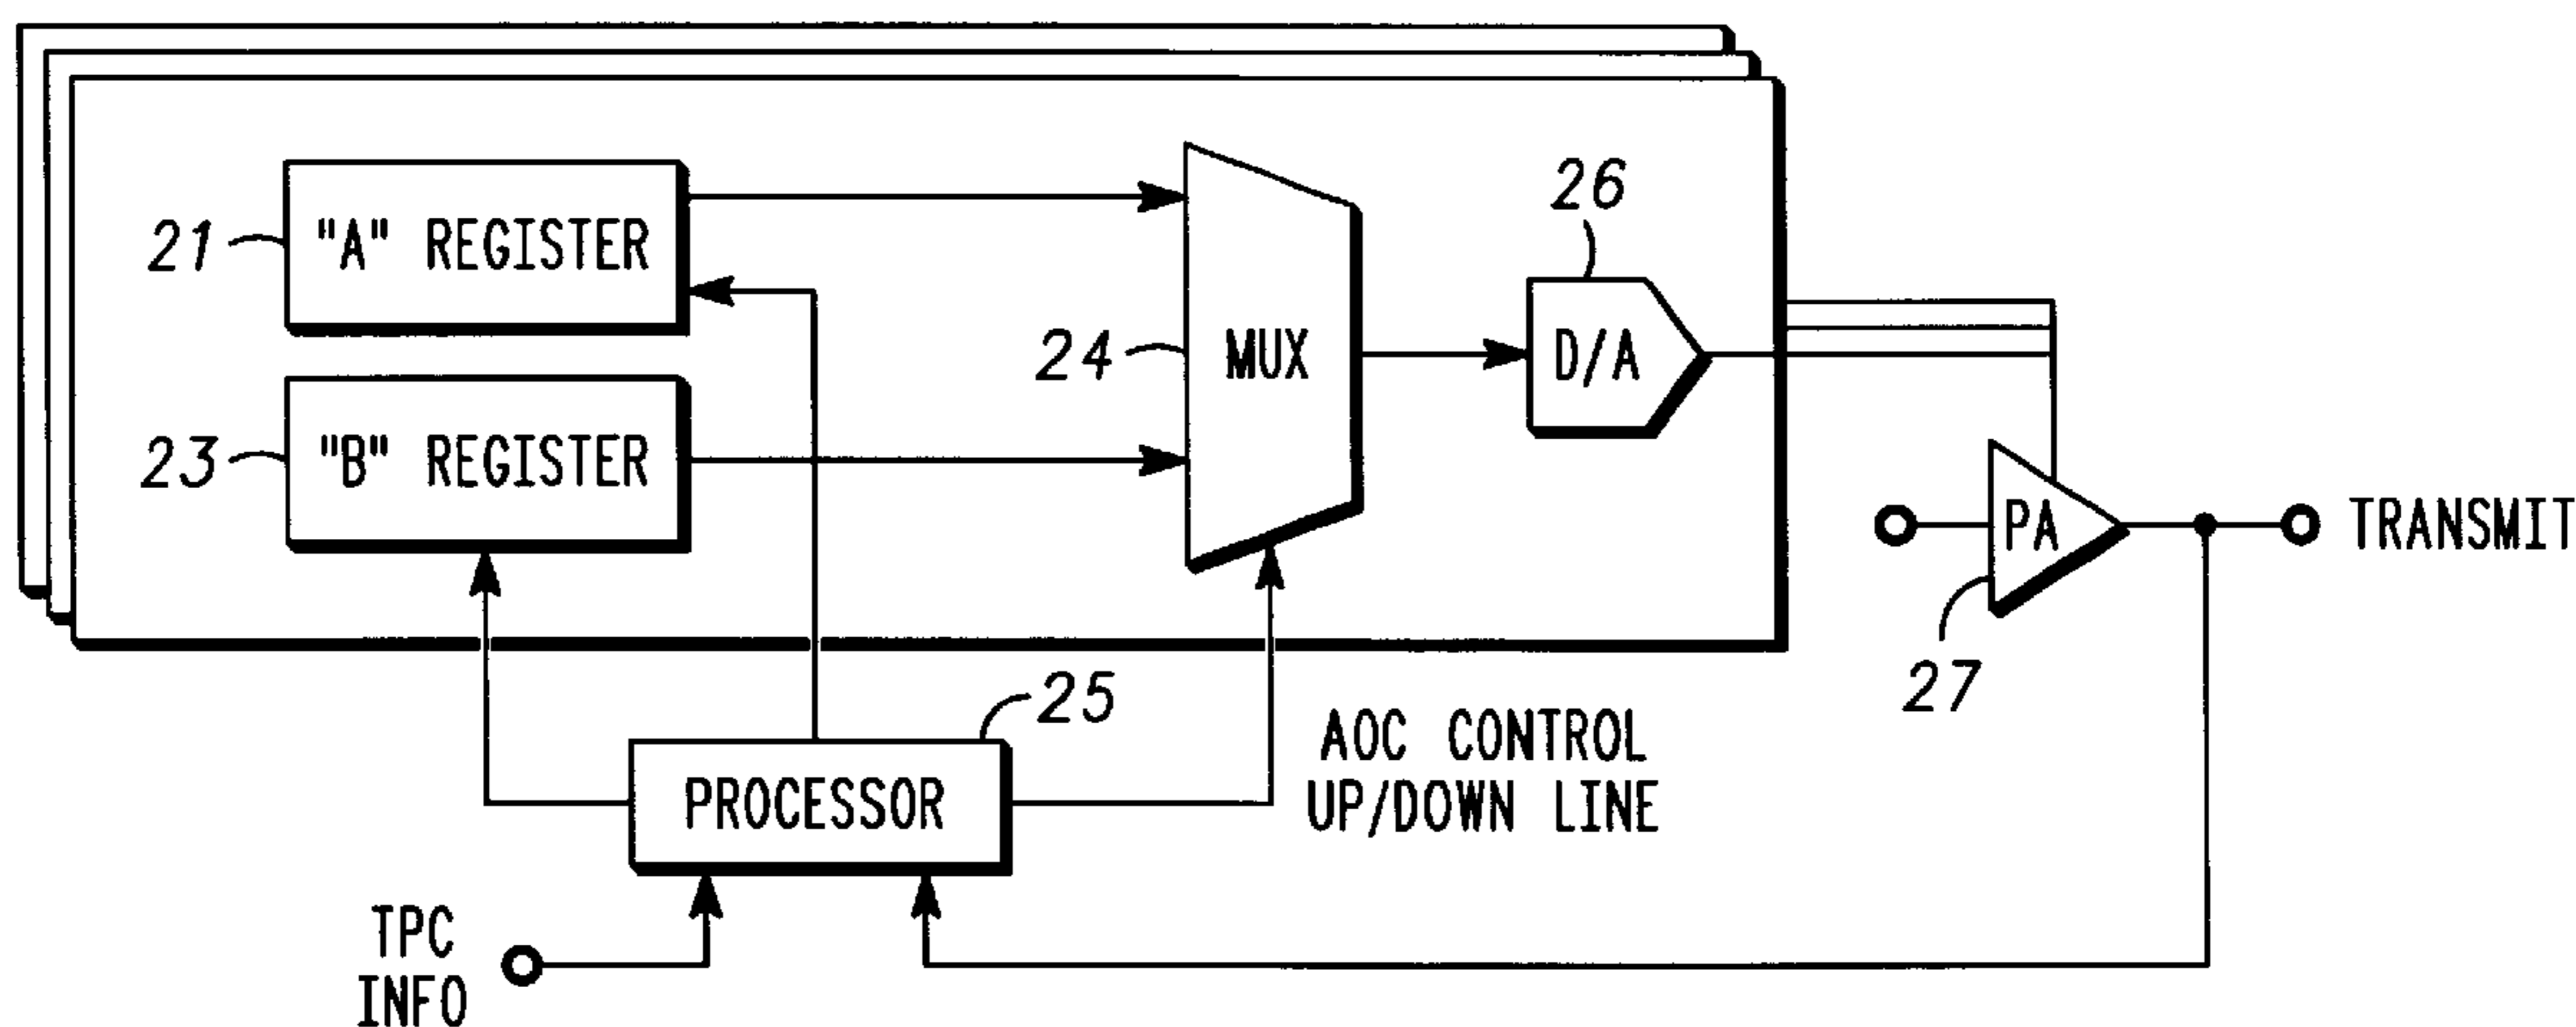 26
21
"A" REGISTER
24
MUX
D/A
23
"B" REGISTER
PA
TRANSMIT
27
25
AOC CONTROL
UP/DOWN LINE
PROCESSOR
TPC
INFO